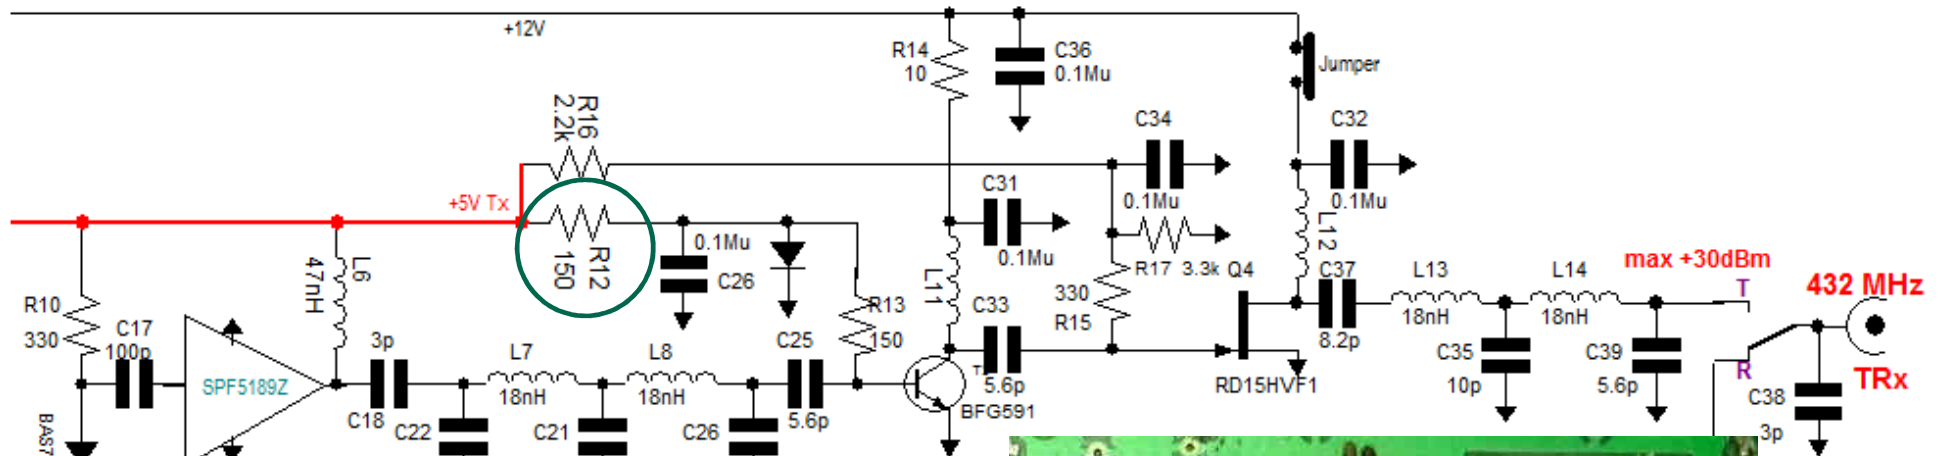 +12V
R14
10
C36
0.1Mu
Jumper
R16
2.2k
C34
0.1Mu
C32
0.1Mu
+5V Tx
C31
0.1Mu
R12
150
0.1Mu
C26
L6
47nH
L11
L12
R17 3.3k
Q4
R10
330
C17
100p
SPF5189Z
3p
C18
C22
L7
18nH
C21
L8
18nH
C26
C25
5.6p
R13
150
BFG591
C33
5.6p
330
R15
RD15HVF1
C37
8.2p
L13
18nH
C35
10p
L14
18nH
C39
5.6p
max +30dBm
T
R
432 MHz
TRx
C38
3p
BAS7